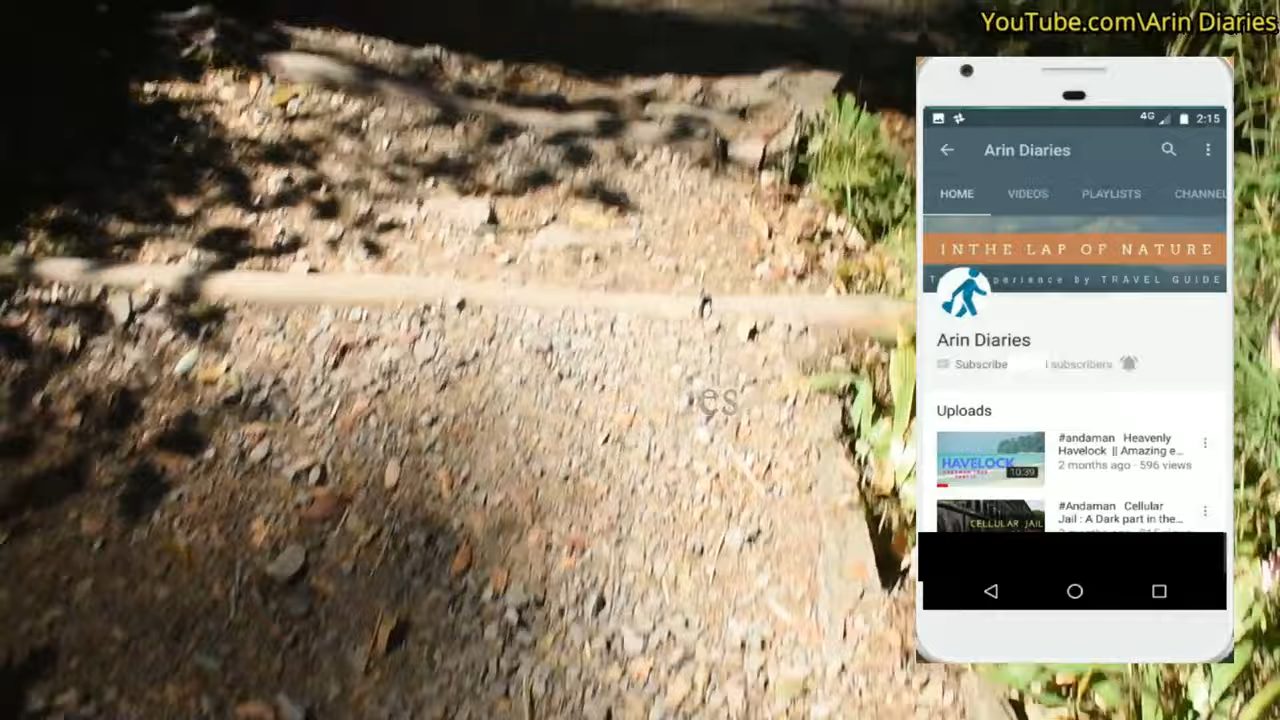 YouTube.com\Arin Diaries
4G 2:15
Arin Diaries
HOME VIDEOS PLAYLISTS CHANNEL
INTHE LAP OF NATURE
perience by TRAVEL GUIDE
Arin Diaries
Subscribe subscribers
Uploads
#andaman Heavenly
Havelock || Amazing e...
2 months ago · 596 views
HAVELOCK
10:39
#Andaman Cellular
Jail : A Dark part in the...
CELLULAR JAIL
es